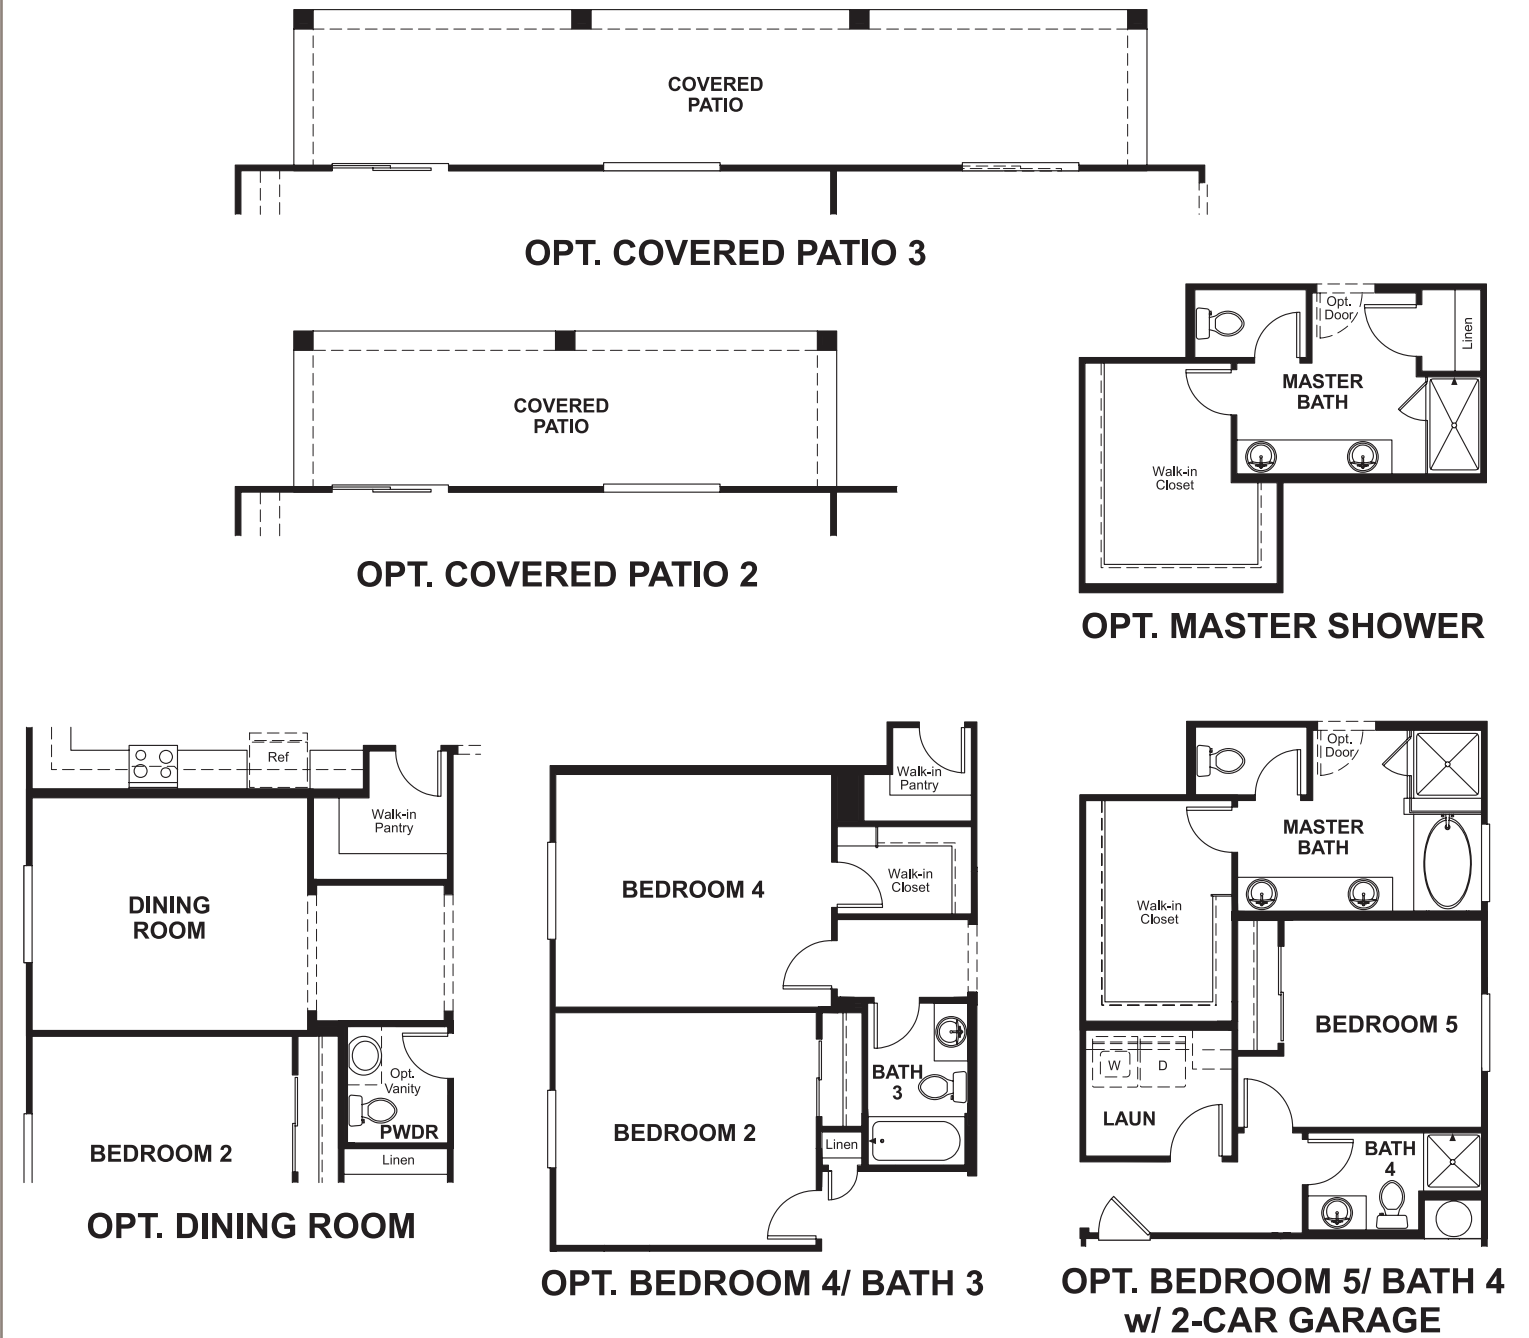 COVERED
PATIO
OPT. COVERED PATIO 3
COVERED
PATIO
OPT. COVERED PATIO 2
Opt.
Door
Linen
MASTER
BATH
Walk-in
Closet
OPT. MASTER SHOWER
Ref
Walk-in
Pantry
DINING
ROOM
Opt.
Vanity
PWDR
BEDROOM 2
Linen
OPT. DINING ROOM
Walk-in
Pantry
BEDROOM 4
Walk-in
Closet
BATH
3
BEDROOM 2
Linen
OPT. BEDROOM 4/ BATH 3
Opt.
Door
MASTER
BATH
Walk-in
Closet
BEDROOM 5
W
D
LAUN
BATH
4
OPT. BEDROOM 5/ BATH 4
w/ 2-CAR GARAGE